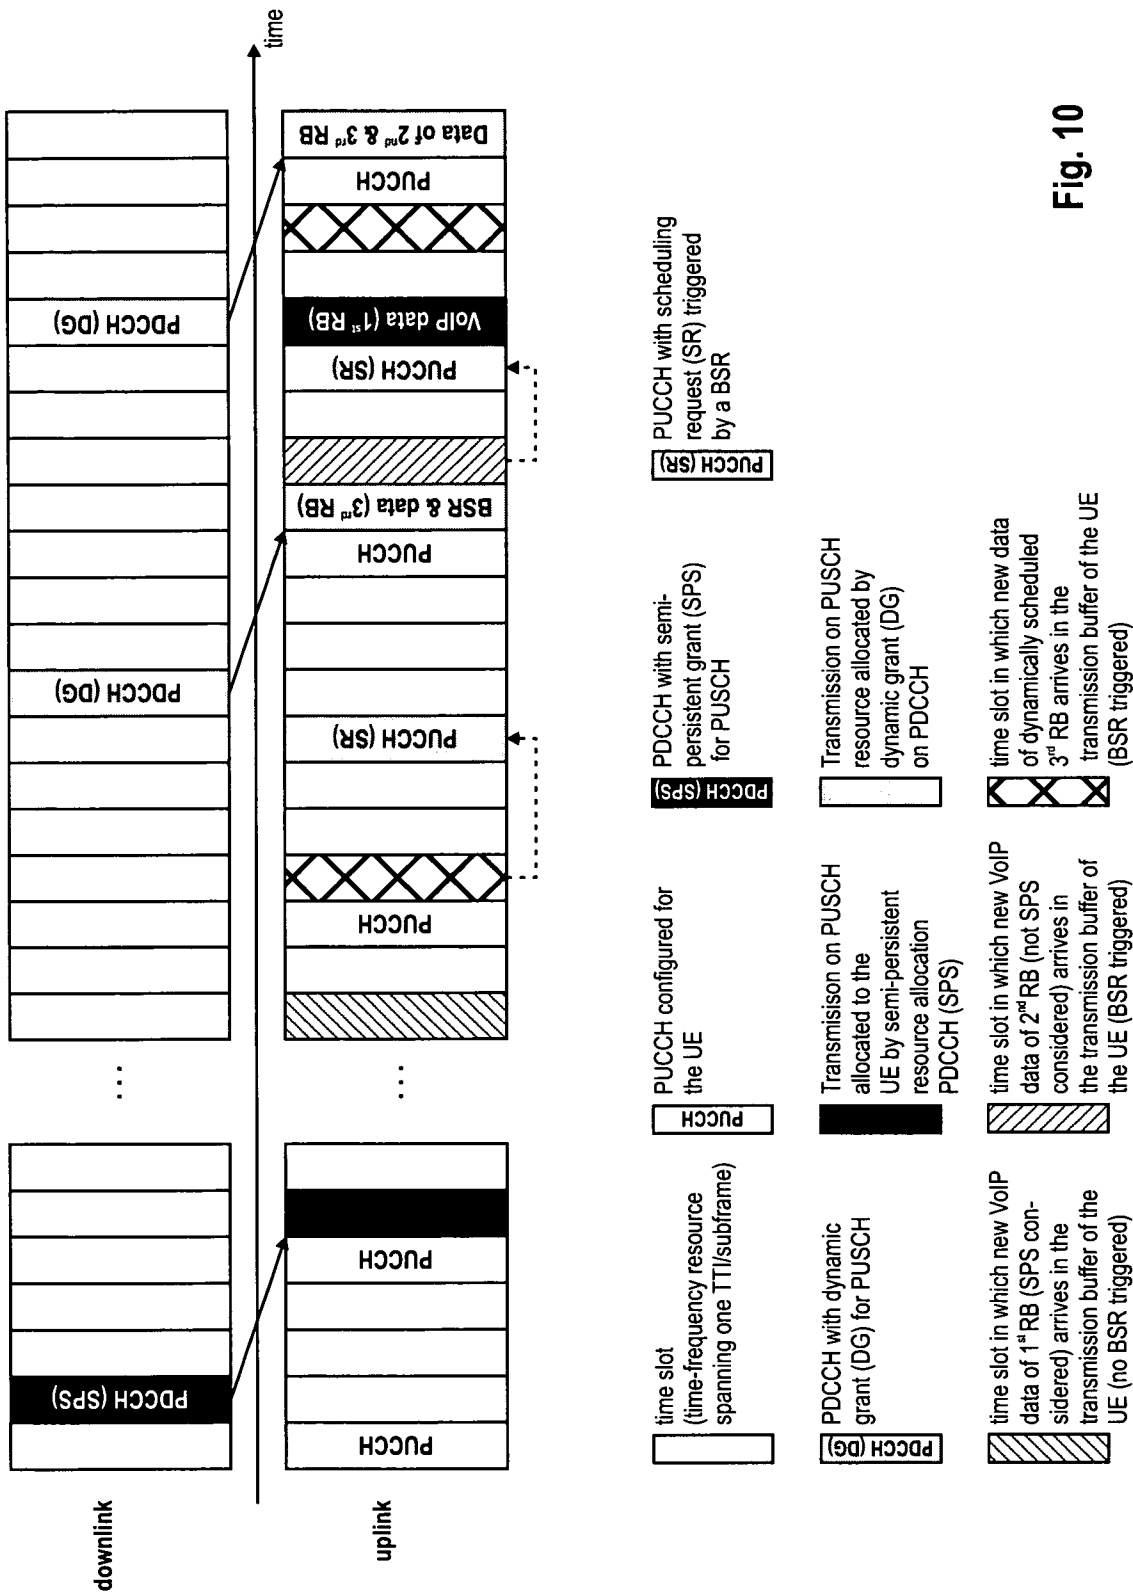 downlink
PDCCH (SPS)
...
PDCCH (DG)
PDCCH (DG)
time
uplink
PUCCH
PUCCH
...
PUCCH
PUCCH (SR)
PUCCH
BSR & data (3rd RB)
PUCCH (SR)
VoIP data (1st RB)
PUCCH
Data of 2nd & 3rd RB
time slot
(time-frequency resource
spanning one TTI/subframe)
PUCCH
PUCCH configured for
the UE
PDCCH (SPS)
PDCCH with semi-
persistent grant (SPS)
for PUSCH
PUCCH (SR)
PUCCH with scheduling
request (SR) triggered
by a BSR
PDCCH
(DG)
PDCCH with dynamic
grant (DG) for PUSCH
Transmisison on PUSCH
allocated to the
UE by semi-persistent
resource allocation
PDCCH (SPS)
Transmission on PUSCH
resource allocated by
dynamic grant (DG)
on PDCCH
time slot in which new VoIP
data of 1st RB (SPS con-
sidered) arrives in the
transmission buffer of the
UE (no BSR triggered)
time slot in which new VoIP
data of 2nd RB (not SPS
considered) arrives in
the transmission buffer of
the UE (BSR triggered)
time slot in which new data
of dynamically scheduled
3rd RB arrives in the
transmission buffer of the UE
(BSR triggered)
Fig. 10